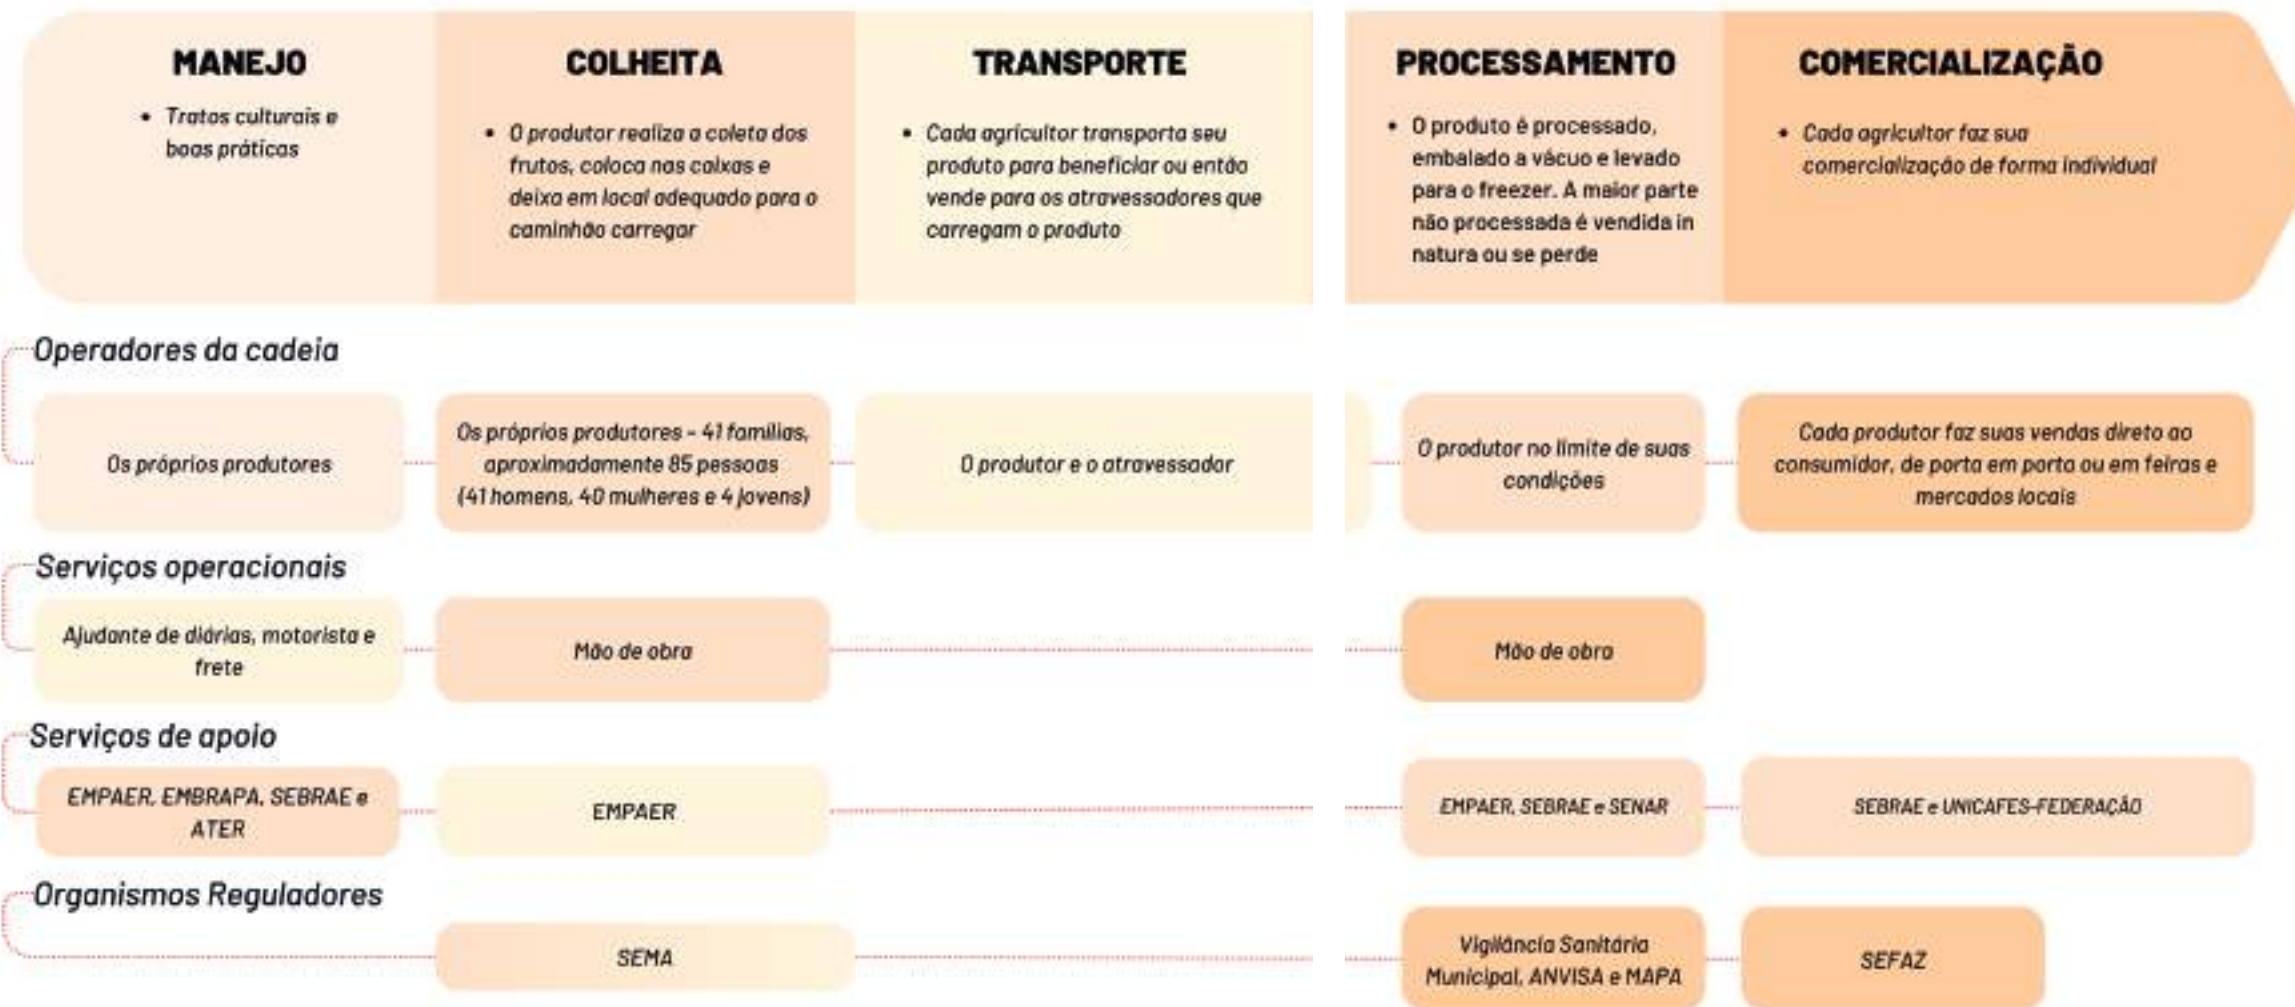 MANEJO
• Tratos culturais e
boas práticas
COLHEITA
• O produtor realiza a coleta dos
frutos, coloca nas caixas e
deixa em local adequado para o
caminhão carregar
TRANSPORTE
• Cada agricultor transporta seu
produto para beneficiar ou então
vende para os atravessadores que
carregam o produto
PROCESSAMENTO
• O produto é processado,
embalado a vácuo e levado
para o freezer. A maior parte
não processada é vendida in
natura ou se perde
COMERCIALIZAÇÃO
• Cada agricultor faz sua
comercialização de forma individual
Operadores da cadeia
Os próprios produtores
Os próprios produtores - 41 famílias,
aproximadamente 85 pessoas
(41 homens, 40 mulheres e 4 jovens)
O produtor e o atravessador
O produtor no limite de suas
condições
Cada produtor faz suas vendas direto ao
consumidor, de porta em porta ou em feiras e
mercados locais
Serviços operacionais
Ajudante de diárias, motorista e
frete
Mão de obra
Mão de obra
Serviços de apoio
EMPAER, EMBRAPA, SEBRAE e
ATER
EMPAER
EMPAER, SEBRAE e SENAR
SEBRAE e UNICAFES-FEDERAÇÃO
Organismos Reguladores
SEMA
Vigilância Sanitária
Municipal, ANVISA e MAPA
SEFAZ